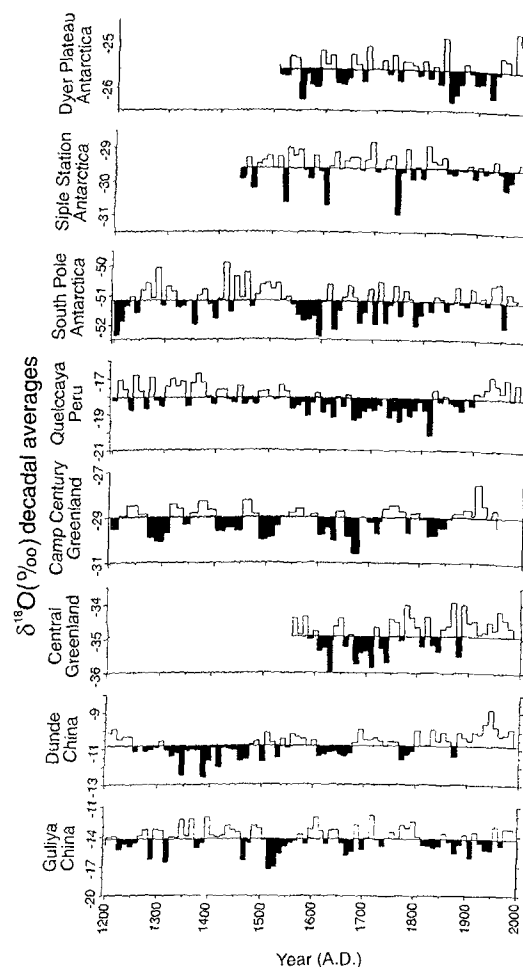 δ¹⁸O(‰) decadal averages
Dyer Plateau
Antarctica
-25
-26
Siple Station
Antarctica
-29
-30
-31
South Pole
Antarctica
-50
-51
-52
Quelccaya
Peru
-17
-19
-21
Camp Century
Greenland
-27
-29
-31
Central
Greenland
-34
-35
-36
Dunde
China
-9
-11
-13
Guliya
China
-11
-14
-17
-20
1200
1300
1400
1500
1600
1700
1800
1900
2000
Year (A.D.)